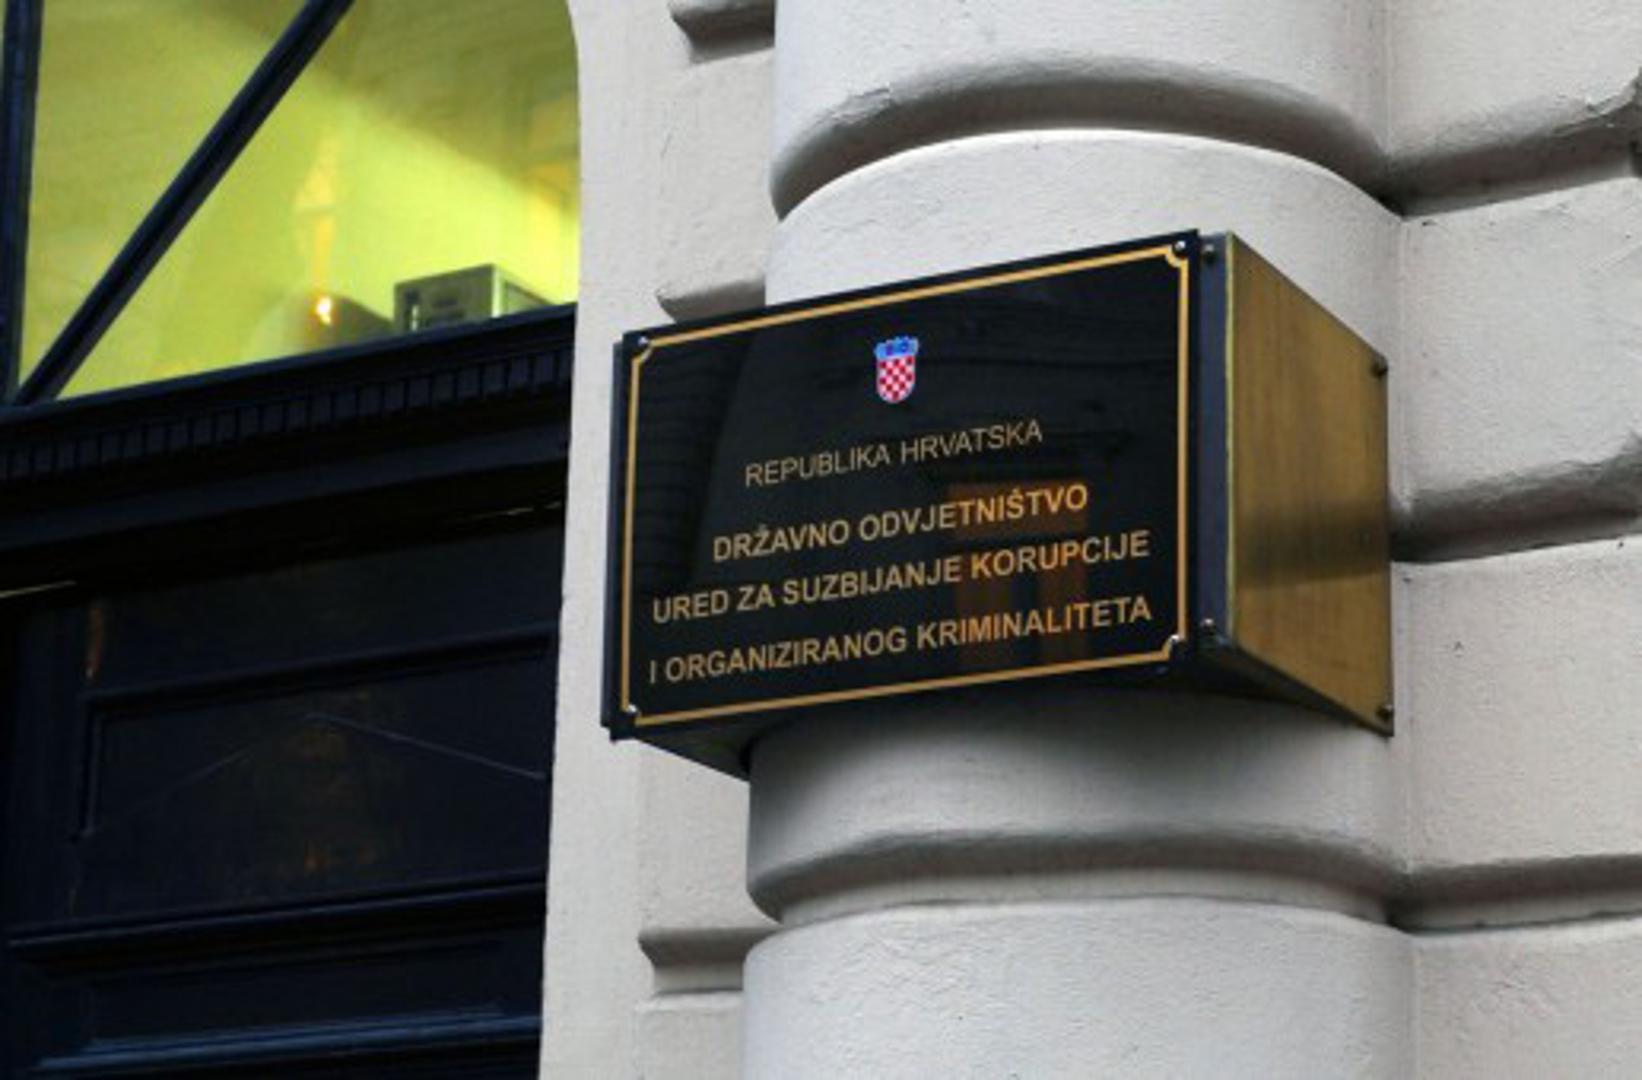 REPUBLIKA HRVATSKA
DRŽAVNO ODVJETNIŠTVO
URED ZA SUZBIJANJE KORUPCIJE
I ORGANIZIRANOG KRIMINALITETA